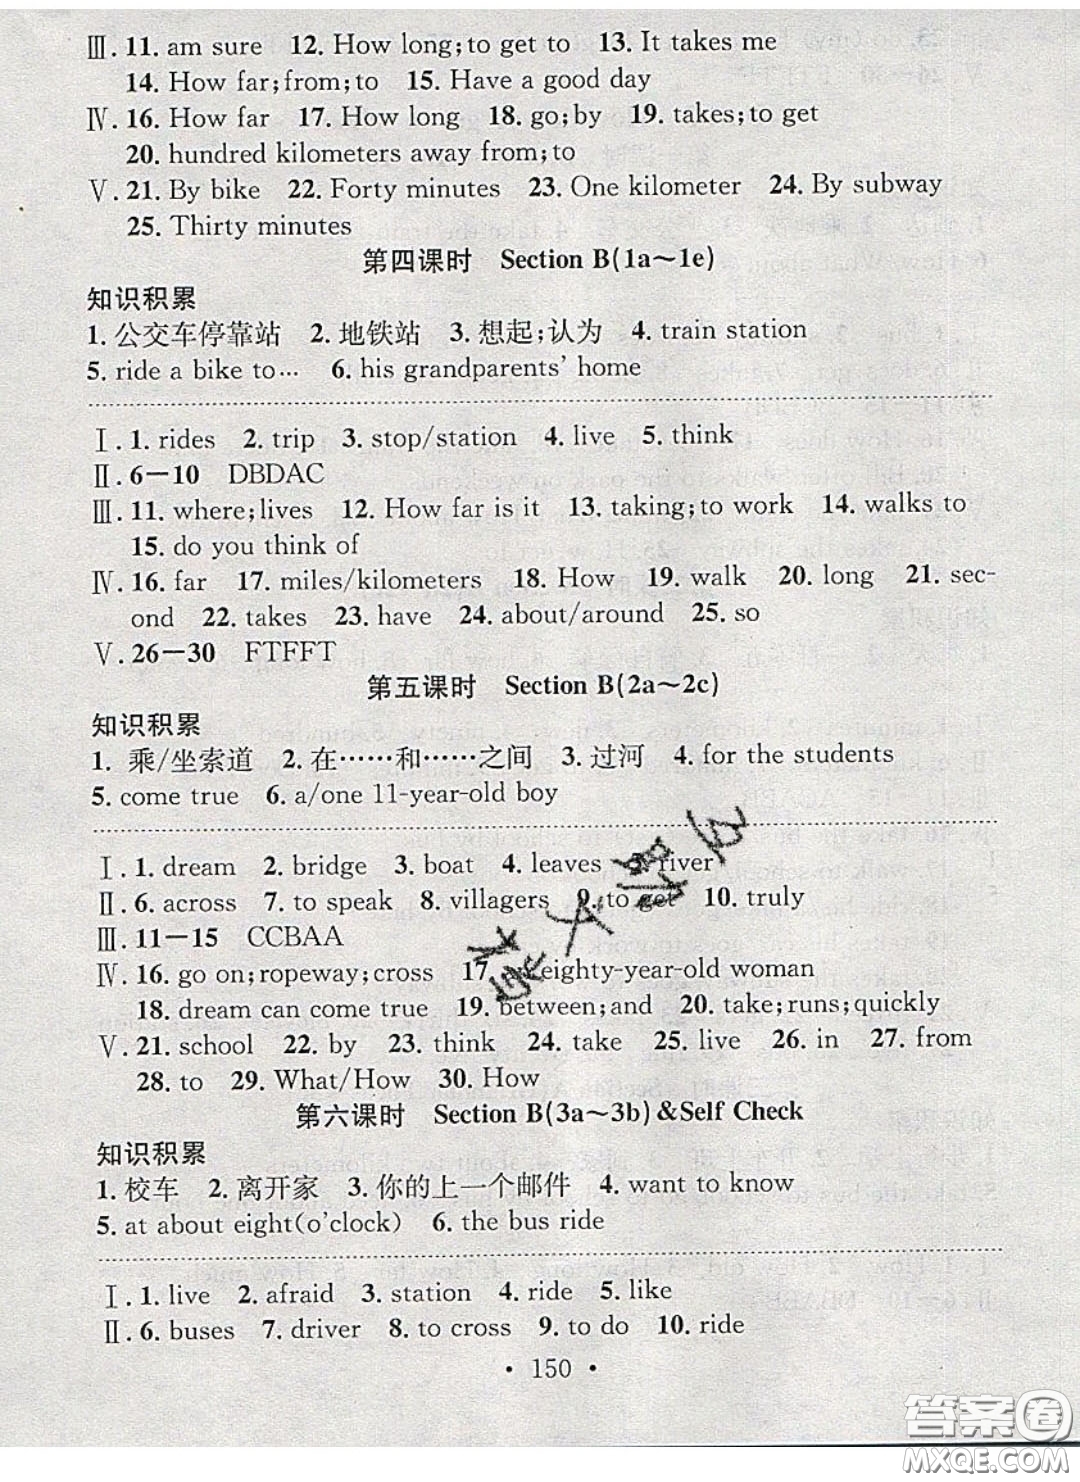 Ⅲ. 11. am sure 12. How long;to get to 13. It takes me
14. How far;from;to 15. Have a good day
Ⅳ. 16. How far 17. How long 18. go;by 19. takes;to get
20. hundred kilometers away from;to
Ⅴ. 21. By bike 22. Forty minutes 23. One kilometer 24. By subway
25. Thirty minutes
第四课时 Section B(1a～1e)
知识积累
1. 公交车停靠站 2. 地铁站 3. 想起;认为 4. train station
5. ride a bike to… 6. his grandparents' home
Ⅰ. 1. rides 2. trip 3. stop/station 4. live 5. think
Ⅱ. 6—10 DBDAC
Ⅲ. 11. where;lives 12. How far is it 13. taking;to work 14. walks to
15. do you think of
Ⅳ. 16. far 17. miles/kilometers 18. How 19. walk 20. long 21. sec-
ond 22. takes 23. have 24. about/around 25. so
Ⅴ. 26—30 FTFFT
第五课时 Section B(2a～2c)
知识积累
1. 乘/坐索道 2. 在……和……之间 3. 过河 4. for the students
5. come true 6. a/one 11-year-old boy
Ⅰ. 1. dream 2. bridge 3. boat 4. leaves 5. river
Ⅱ. 6. across 7. to speak 8. villagers 9. to get 10. truly
Ⅲ. 11—15 CCBAA
Ⅳ. 16. go on;ropeway;cross 17. an eighty-year-old woman
18. dream can come true 19. between;and 20. take;runs;quickly
Ⅴ. 21. school 22. by 23. think 24. take 25. live 26. in 27. from
28. to 29. What/How 30. How
第六课时 Section B(3a～3b)&Self Check
知识积累
1. 校车 2. 离开家 3. 你的上一个邮件 4. want to know
5. at about eight(o'clock) 6. the bus ride
Ⅰ. 1. live 2. afraid 3. station 4. ride 5. like
Ⅱ. 6. buses 7. driver 8. to cross 9. to do 10. ride
• 150 •
答案圈
MXQE.COM